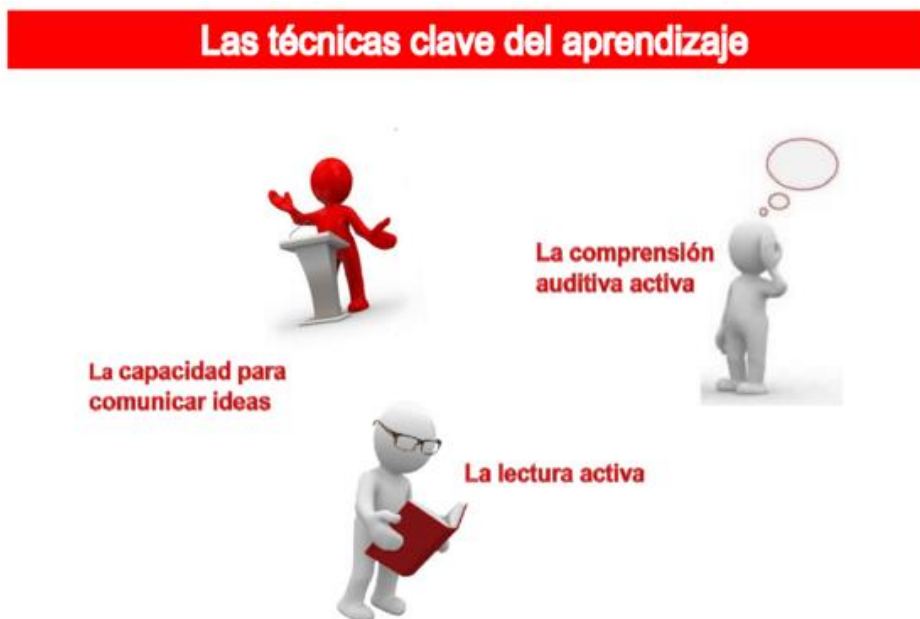 Las técnicas clave del aprendizaje
La comprensión
auditiva activa
La capacidad para
comunicar ideas
La lectura activa